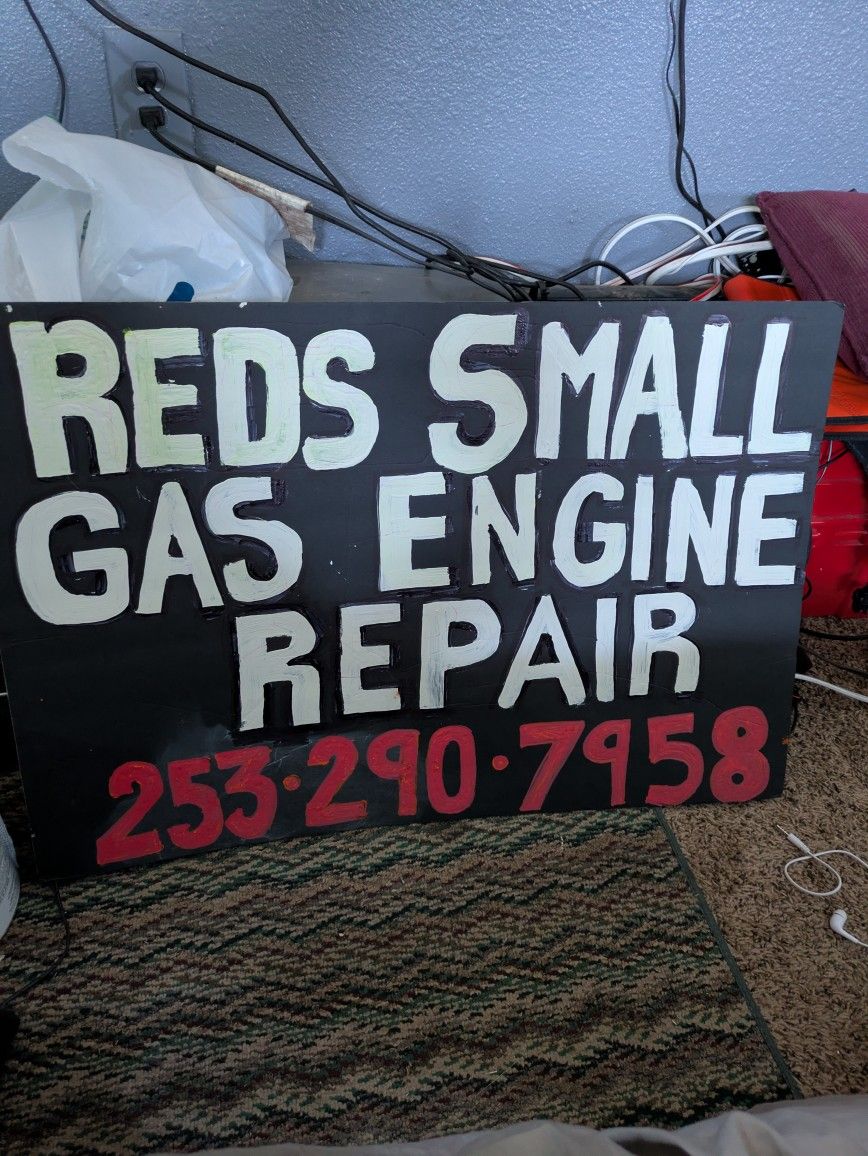 REDS SMALL
GAS ENGINE
REPAIR
253·290·7958